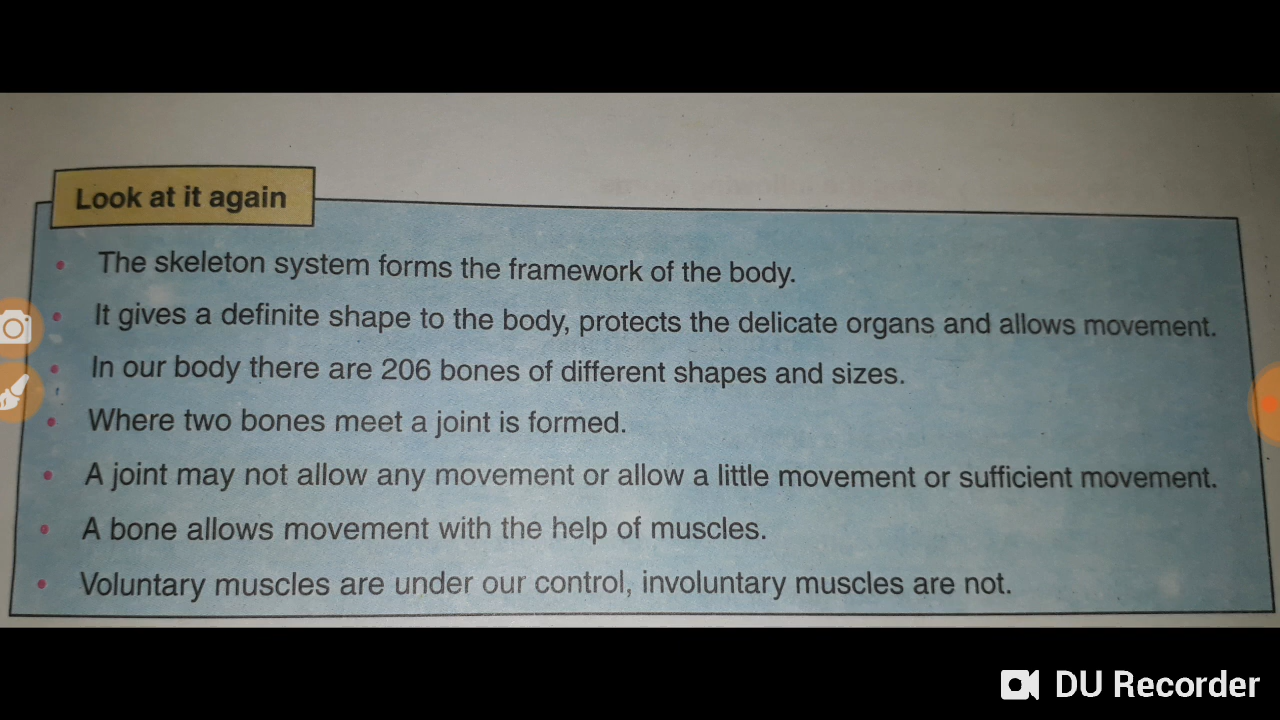 Look at it again
• The skeleton system forms the framework of the body.
• It gives a definite shape to the body, protects the delicate organs and allows movement.
• In our body there are 206 bones of different shapes and sizes.
• Where two bones meet a joint is formed.
• A joint may not allow any movement or allow a little movement or sufficient movement.
• A bone allows movement with the help of muscles.
• Voluntary muscles are under our control, involuntary muscles are not.
DU Recorder